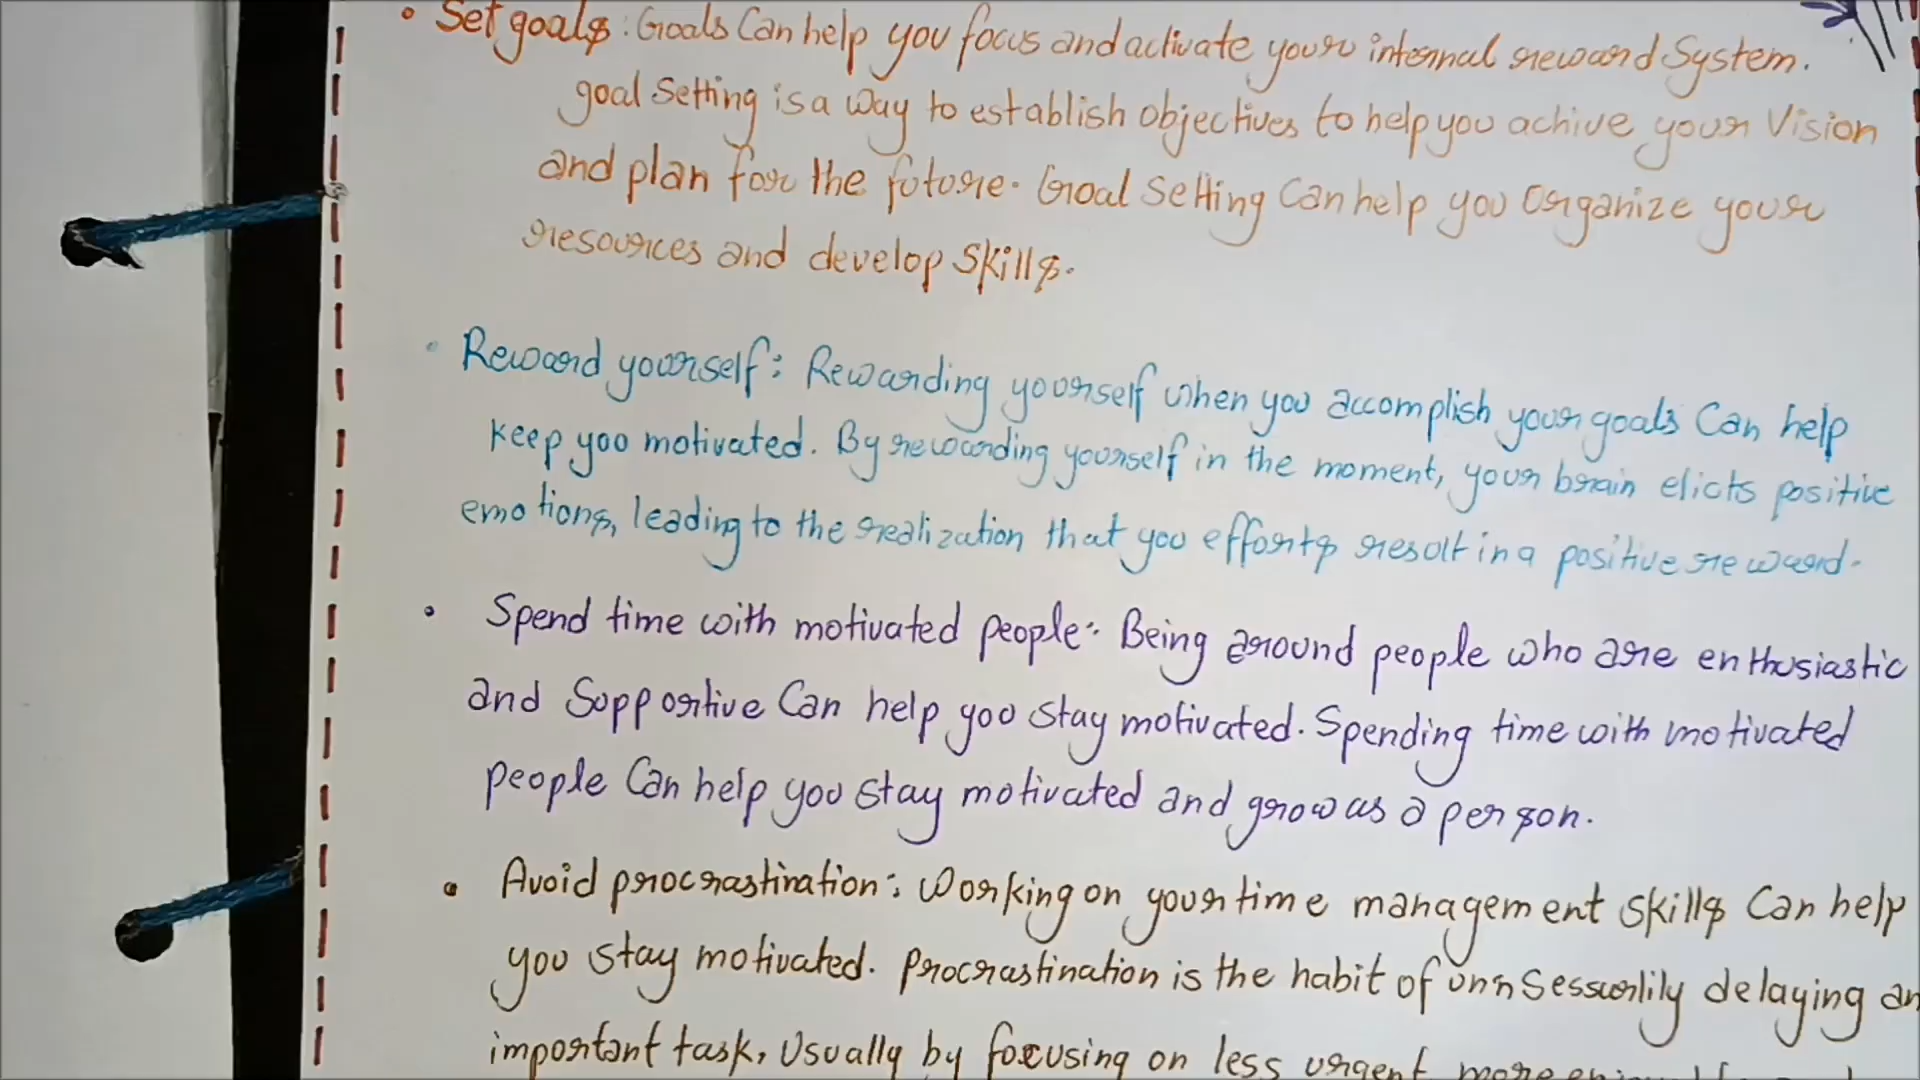 • Set goals : Goals Can help you focus and activate your internal reward System.
goal Setting is a way to establish objectives to help you achive your Vision
and plan for the future. Goal Setting Can help you Organize your
resources and develop Skills.
• Reward yourself : Rewarding yourself when you accomplish your goals Can help
Keep you motivated. By rewarding yourself in the moment, your brain elicts positive
emotions, leading to the realization that you efforts result in a positive reward.
• Spend time with motivated people : Being around people who are enthusiastic
and Supportive Can help you stay motivated. Spending time with motivated
people Can help you stay motivated and grow as a person.
• Avoid procrastination : Working on your time management skills Can help
you stay motivated. Procrastination is the habit of delaying an
important task, Usually by focusing on less urgent, more